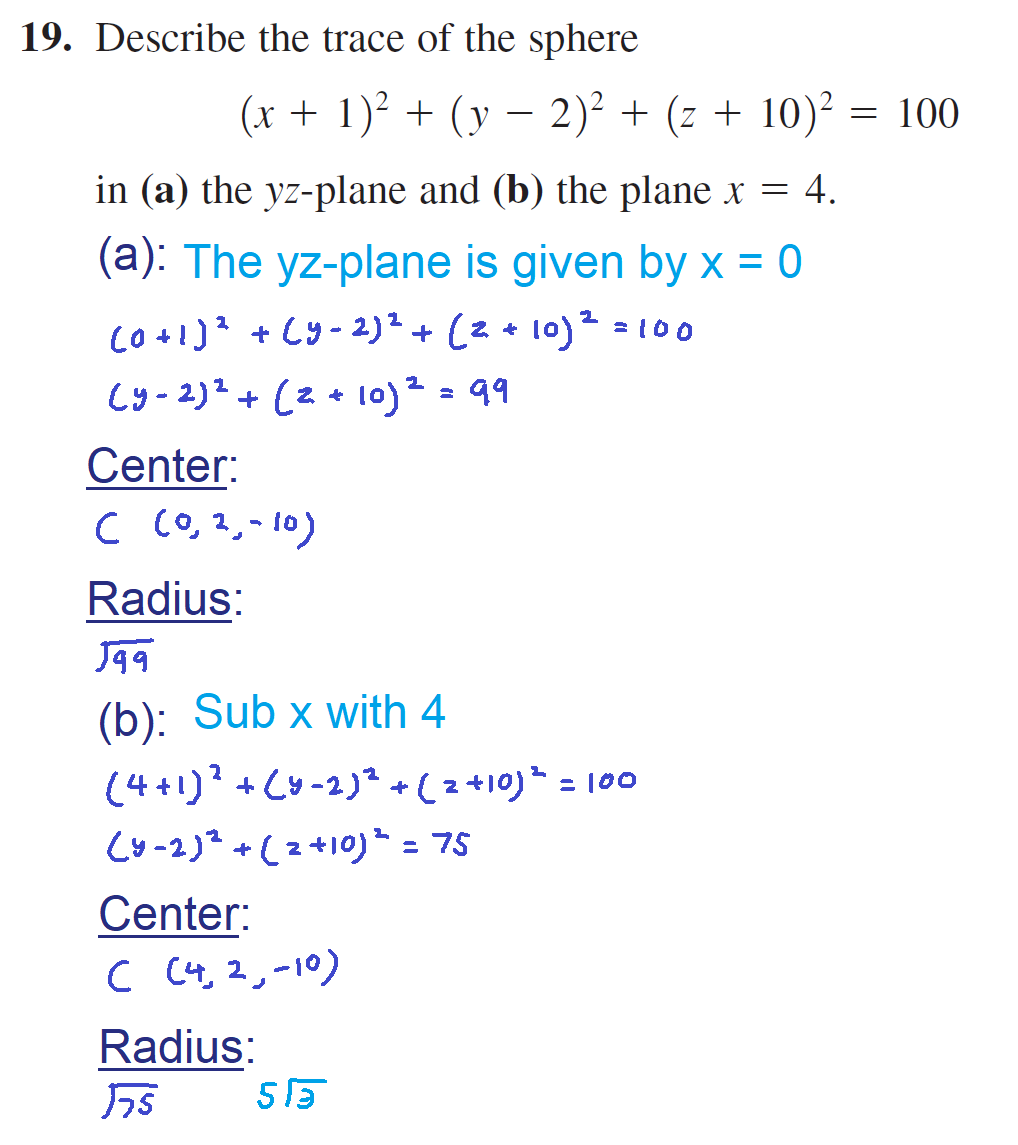 19. Describe the trace of the sphere
(x + 1)² + (y − 2)² + (z + 10)² = 100
in (a) the yz-plane and (b) the plane x = 4.
(a): The yz-plane is given by x = 0
(0+1)² + (y-2)² + (z + 10)² = 100
(y-2)² + (z + 10)² = 99
Center:
C (0, 2, -10)
Radius:
√99
(b): Sub x with 4
(4+1)² + (y-2)² + (z+10)² = 100
(y-2)² + (z+10)² = 75
Center:
C (4, 2, -10)
Radius:
√75 5√3